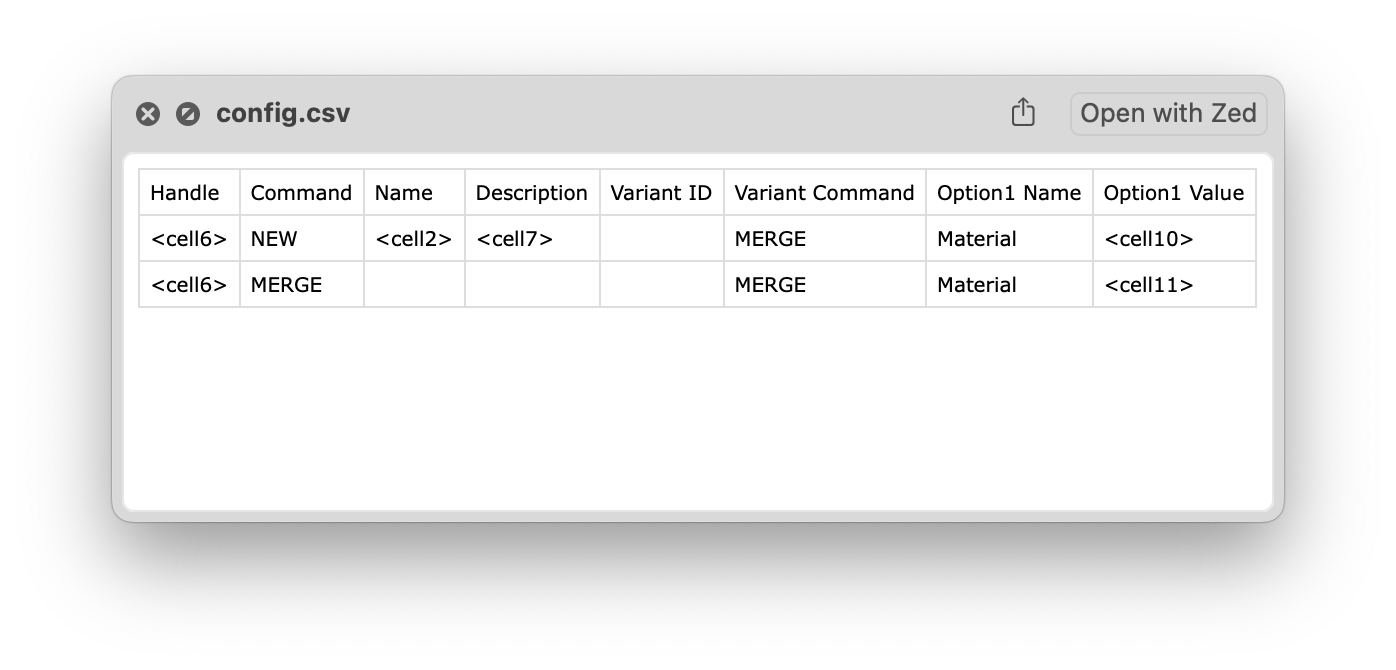 config.csv Open with Zed
Handle Command Name Description Variant ID Variant Command Option1 Name Option1 Value
<cell6> NEW <cell2> <cell7> MERGE Material <cell10>
<cell6> MERGE MERGE Material <cell11>